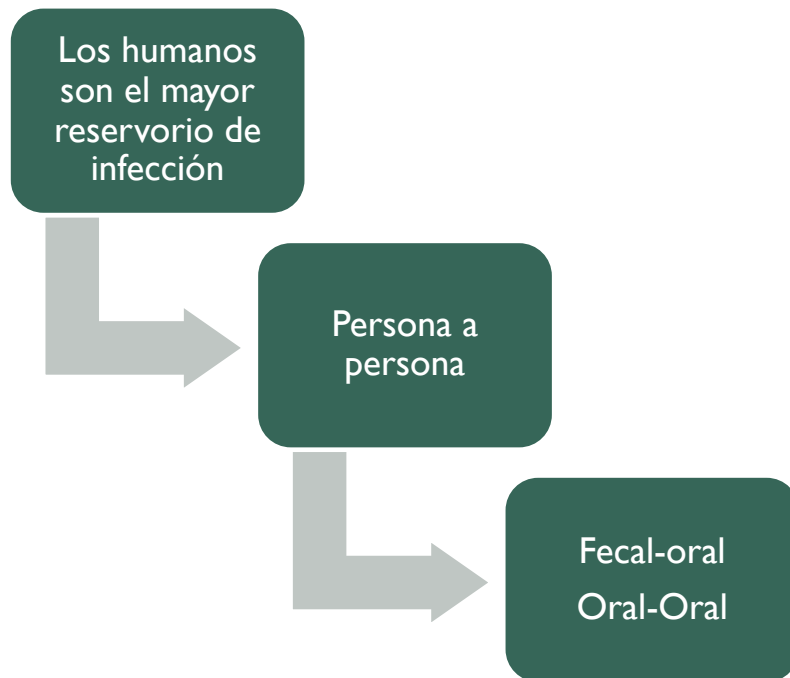 Los humanos
son el mayor
reservorio de
infección
Persona a
persona
Fecal-oral
Oral-Oral